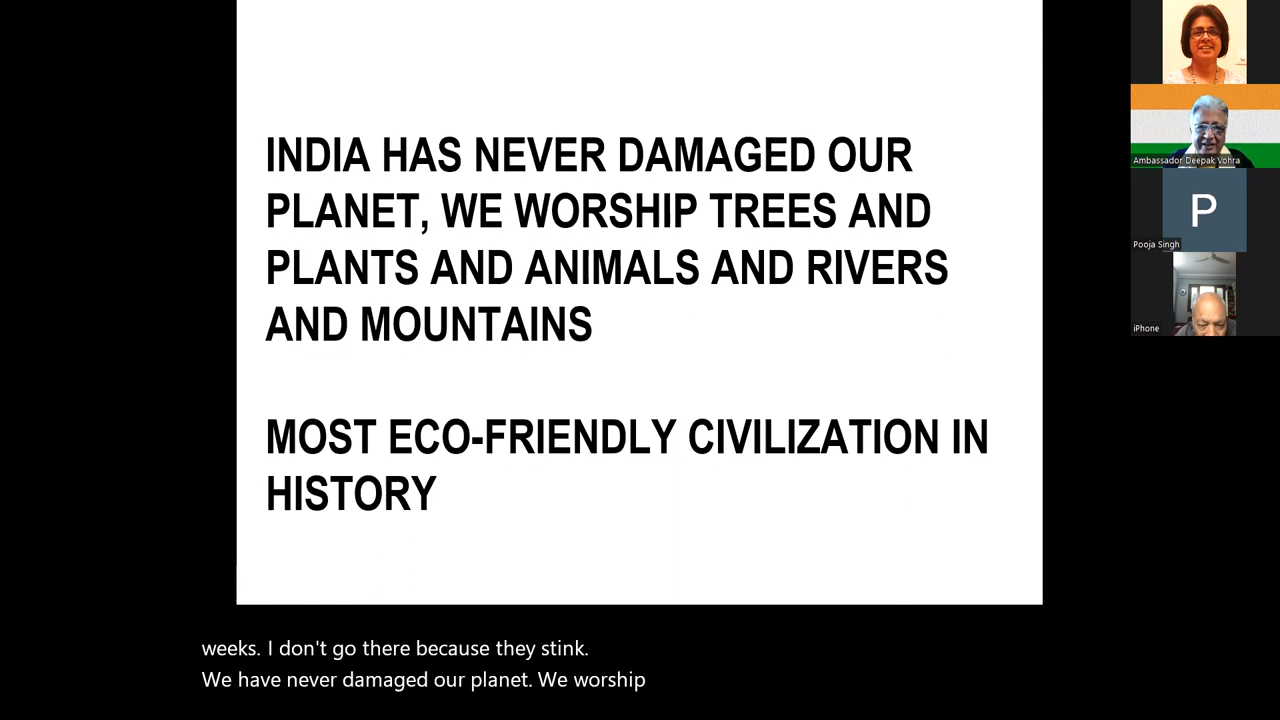 INDIA HAS NEVER DAMAGED OUR
PLANET, WE WORSHIP TREES AND
PLANTS AND ANIMALS AND RIVERS
AND MOUNTAINS
MOST ECO-FRIENDLY CIVILIZATION IN
HISTORY
Ambassador Deepak Vohra
P
Pooja Singh
iPhone
weeks. I don't go there because they stink.
We have never damaged our planet. We worship